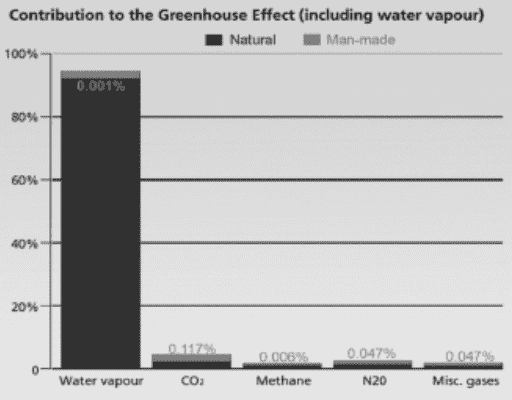 Contribution to the Greenhouse Effect (including water vapour)
Natural Man-made
100%
0.001%
80%
60%
40%
20%
0.117% 0.006% 0.047% 0.047%
0
Water vapour CO₂ Methane N20 Misc. gases